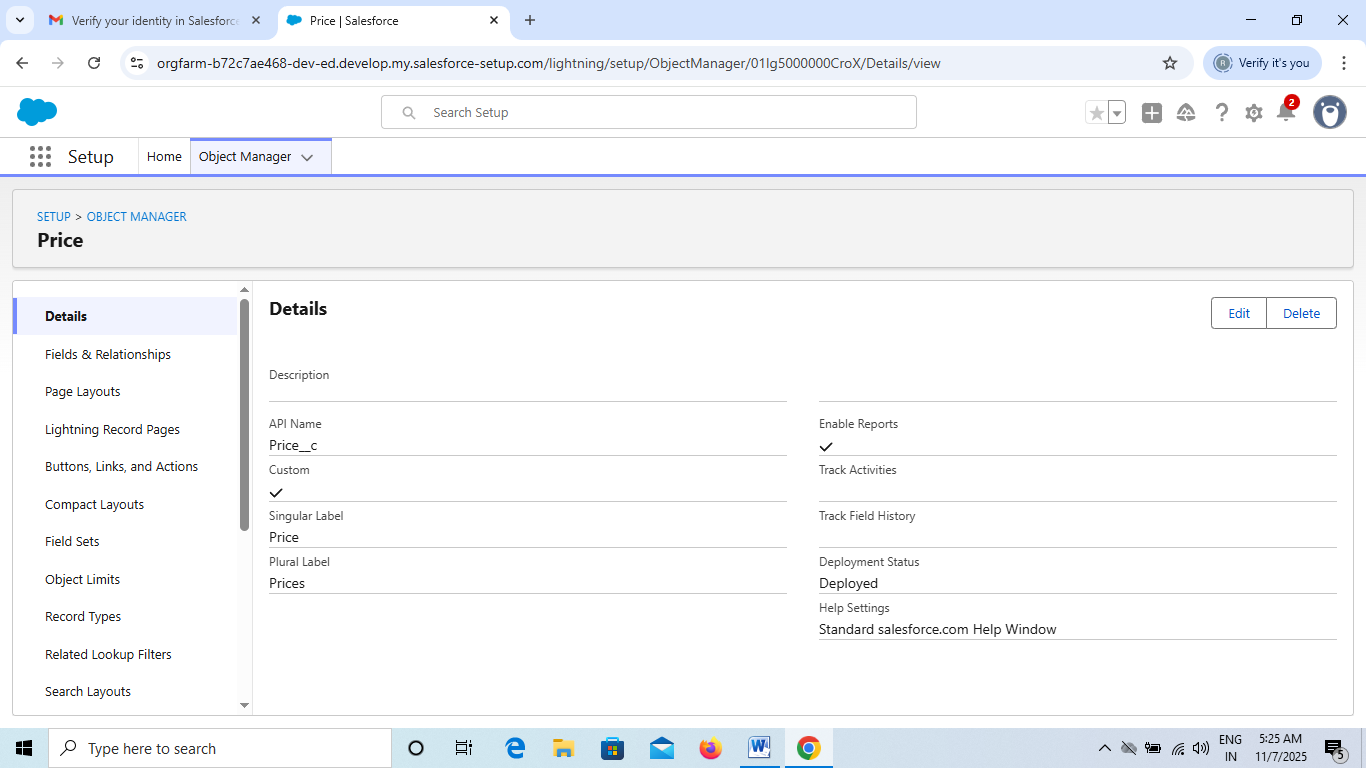 Verify your identity in Salesforce
Price | Salesforce
orgfarm-b72c7ae468-dev-ed.develop.my.salesforce-setup.com/lightning/setup/ObjectManager/01Ig5000000CroX/Details/view
R
Verify it's you
Search Setup
2
Setup
Home
Object Manager
SETUP > OBJECT MANAGER
Price
Details
Fields & Relationships
Page Layouts
Lightning Record Pages
Buttons, Links, and Actions
Compact Layouts
Field Sets
Object Limits
Record Types
Related Lookup Filters
Search Layouts
Details
Edit
Delete
Description
API Name
Price__c
Custom
Singular Label
Price
Plural Label
Prices
Enable Reports
Track Activities
Track Field History
Deployment Status
Deployed
Help Settings
Standard salesforce.com Help Window
Type here to search
W
ENG
IN
5:25 AM
11/7/2025
5